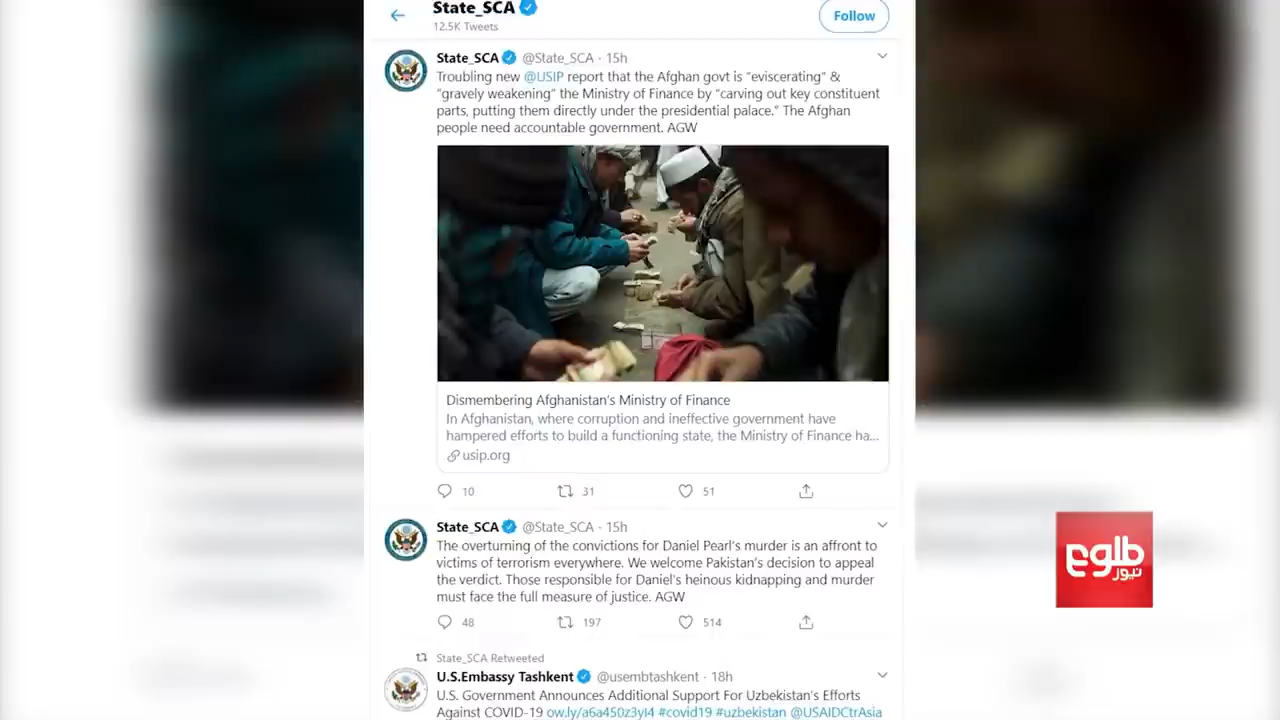 State_SCA
12.5K Tweets
Follow
State_SCA @State_SCA · 15h
Troubling new @USIP report that the Afghan govt is "eviscerating" &
"gravely weakening" the Ministry of Finance by "carving out key constituent
parts, putting them directly under the presidential palace." The Afghan
people need accountable government. AGW
Dismembering Afghanistan's Ministry of Finance
In Afghanistan, where corruption and ineffective government have
hampered efforts to build a functioning state, the Ministry of Finance ha...
usip.org
10 31 51
State_SCA @State_SCA · 15h
The overturning of the convictions for Daniel Pearl's murder is an affront to
victims of terrorism everywhere. We welcome Pakistan's decision to appeal
the verdict. Those responsible for Daniel's heinous kidnapping and murder
must face the full measure of justice. AGW
48 197 514
State_SCA Retweeted
U.S.Embassy Tashkent @usembtashkent · 18h
U.S. Government Announces Additional Support For Uzbekistan's Efforts
Against COVID-19 ow.ly/a6a450z3yI4 #covid19 #uzbekistan @USAIDCtrAsia
طلوع
نیوز